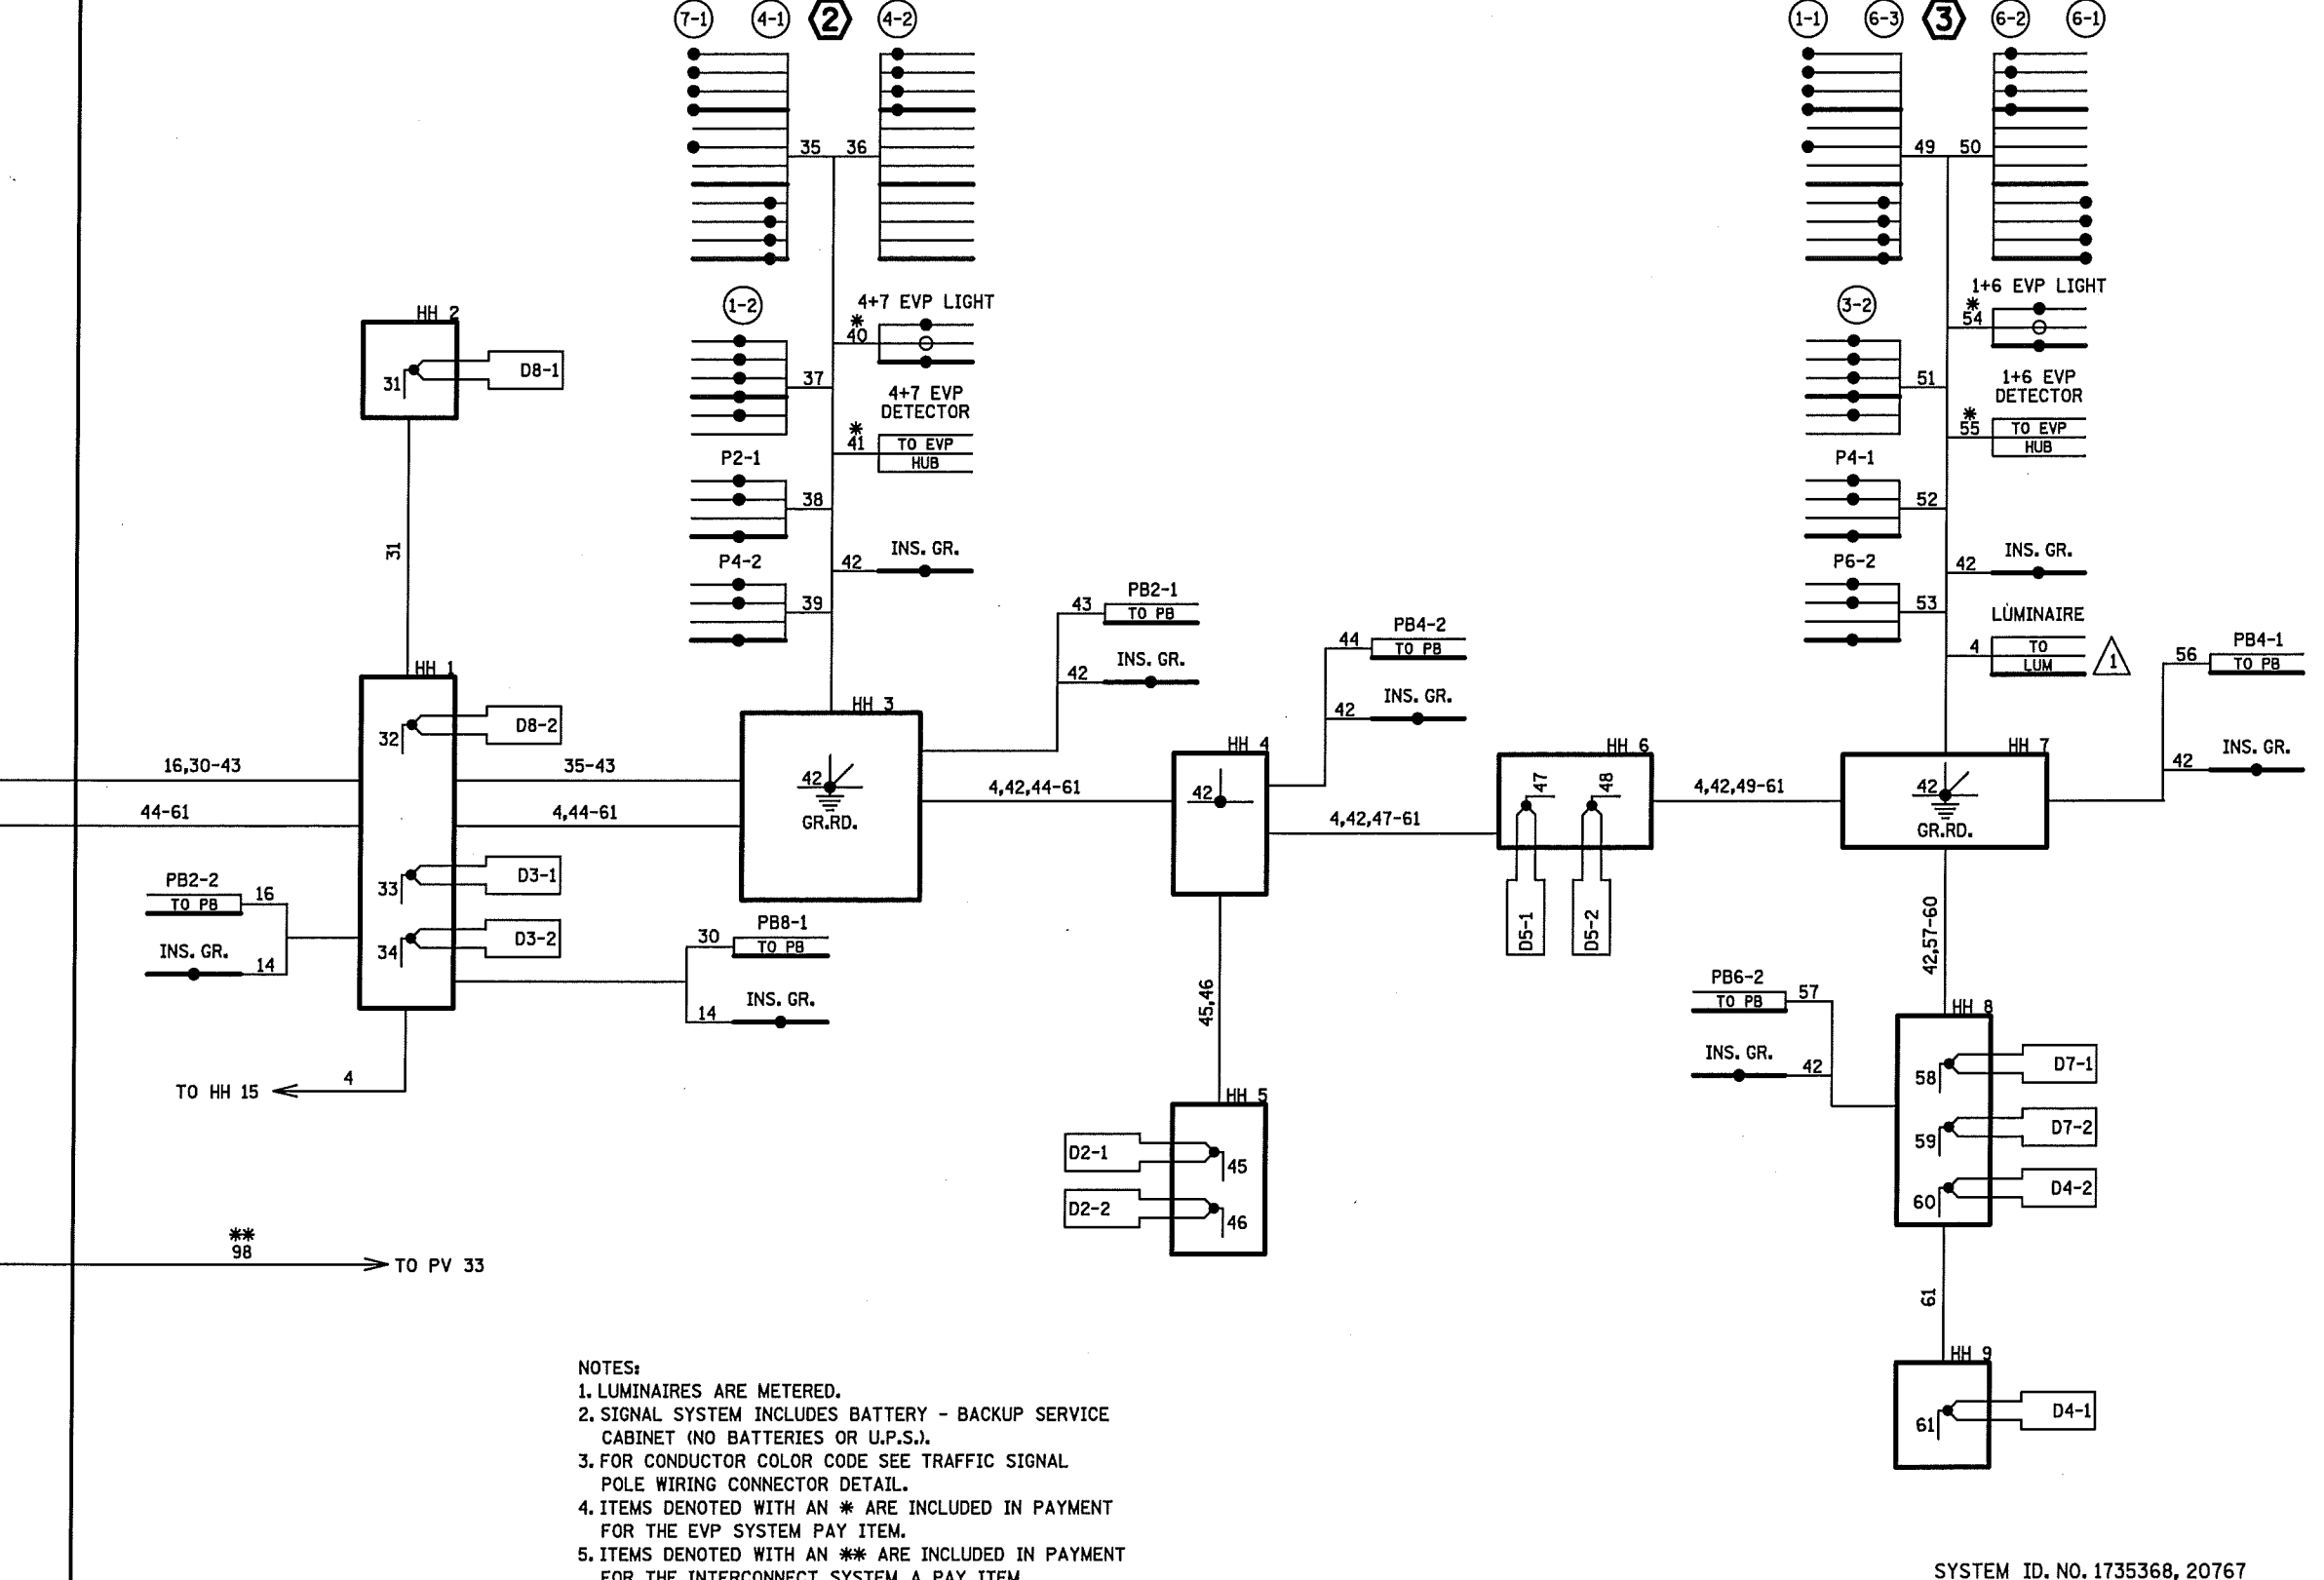 7-1 4-1 2 4-2
1-1 6-3 3 6-2 6-1
35 36
49 50
1-2
4+7 EVP LIGHT
*
40
37
4+7 EVP
DETECTOR
*
41 TO EVP
HUB
P2-1
38
42 INS. GR.
P4-2
39
3-2
1+6 EVP LIGHT
*
54
51
1+6 EVP
DETECTOR
*
55 TO EVP
HUB
P4-1
52
42 INS. GR.
P6-2
53
LUMINAIRE
4 TO
LUM
1
HH 2
31
D8-1
31
HH 1
32
D8-2
16,30-43
44-61
35-43
4,44-61
33
D3-1
34
D3-2
PB2-2
TO PB 16
INS. GR.
14
PB8-1
30 TO PB
INS. GR.
14
4
TO HH 15
HH 3
42
GR.RD.
PB2-1
43 TO PB
INS. GR.
42
4,42,44-61
HH 4
42
PB4-2
44 TO PB
INS. GR.
42
4,42,47-61
45,46
HH 5
D2-1
45
D2-2
46
HH 6
47 48
D5-1 D5-2
4,42,49-61
HH 7
42
GR.RD.
PB4-1
56 TO PB
INS. GR.
42
42,57-60
PB6-2
TO PB 57
INS. GR.
42
HH 8
58
D7-1
59
D7-2
60
D4-2
61
HH 9
61
D4-1
**
98
TO PV 33
NOTES:
1. LUMINAIRES ARE METERED.
2. SIGNAL SYSTEM INCLUDES BATTERY - BACKUP SERVICE
CABINET (NO BATTERIES OR U.P.S.).
3. FOR CONDUCTOR COLOR CODE SEE TRAFFIC SIGNAL
POLE WIRING CONNECTOR DETAIL.
4. ITEMS DENOTED WITH AN * ARE INCLUDED IN PAYMENT
FOR THE EVP SYSTEM PAY ITEM.
5. ITEMS DENOTED WITH AN ** ARE INCLUDED IN PAYMENT
FOR THE INTERCONNECT SYSTEM A PAY ITEM
SYSTEM ID. NO. 1735368, 20767